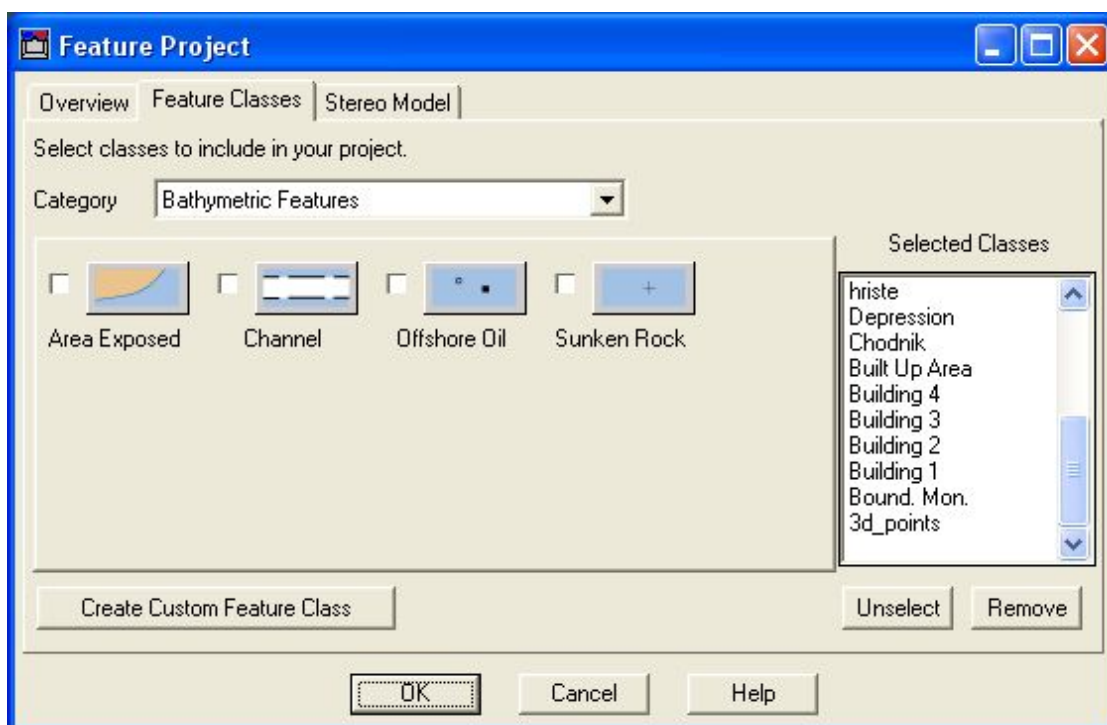 Feature Project
Overview Feature Classes Stereo Model
Select classes to include in your project.
Category Bathymetric Features
Area Exposed Channel Offshore Oil Sunken Rock
Selected Classes
hriste
Depression
Chodnik
Built Up Area
Building 4
Building 3
Building 2
Building 1
Bound. Mon.
3d_points
Create Custom Feature Class Unselect Remove
OK Cancel Help